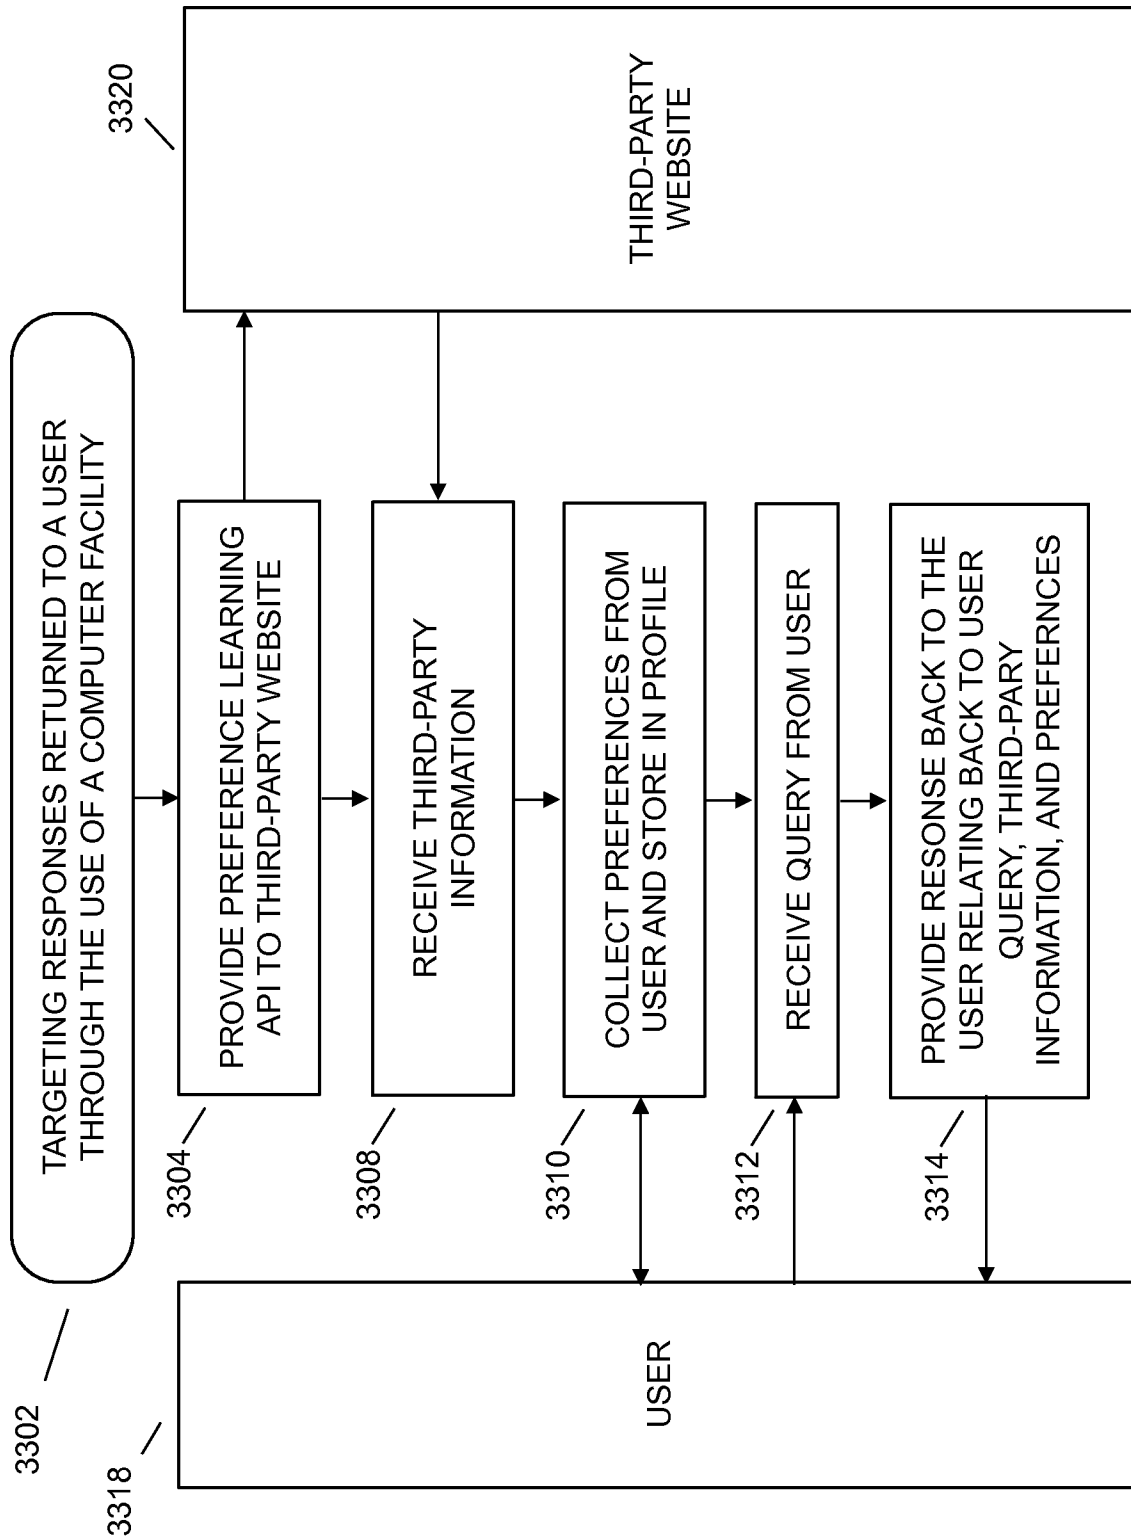 3302
TARGETING RESPONSES RETURNED TO A USER
THROUGH THE USE OF A COMPUTER FACILITY
3318
USER
3304
PROVIDE PREFERENCE LEARNING
API TO THIRD-PARTY WEBSITE
3308
RECEIVE THIRD-PARTY
INFORMATION
3310
COLLECT PREFERENCES FROM
USER AND STORE IN PROFILE
3312
RECEIVE QUERY FROM USER
3314
PROVIDE RESONSE BACK TO THE
USER RELATING BACK TO USER
QUERY, THIRD-PARY
INFORMATION, AND PREFERNCES
3320
THIRD-PARTY
WEBSITE